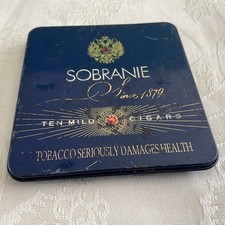 SOBRANIE
Since 1879
TEN MILD CIGARS
TOBACCO SERIOUSLY DAMAGES HEALTH